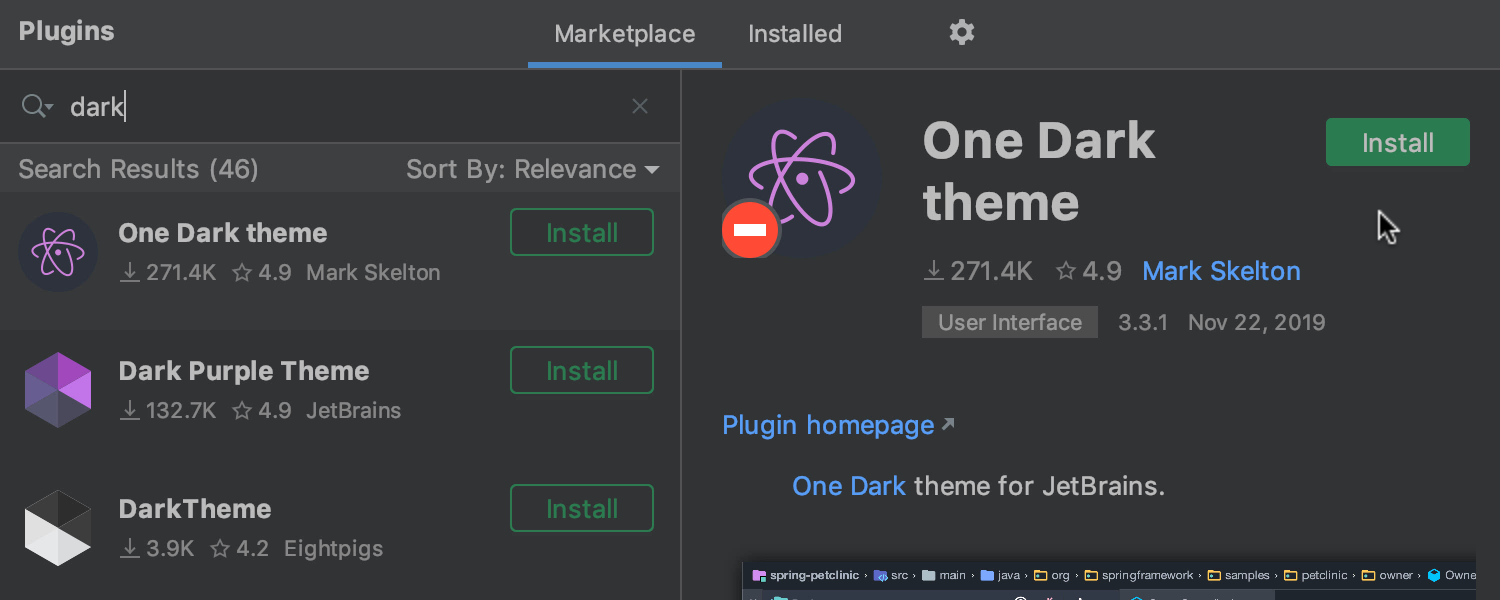 Plugins
Marketplace Installed
dark
Search Results (46) Sort By: Relevance
One Dark theme Install
271.4K 4.9 Mark Skelton
Dark Purple Theme Install
132.7K 4.9 JetBrains
DarkTheme Install
3.9K 4.2 Eightpigs
One Dark
theme
Install
271.4K 4.9 Mark Skelton
User Interface 3.3.1 Nov 22, 2019
Plugin homepage
One Dark theme for JetBrains.
spring-petclinic › src › main › java › org › springframework › samples › petclinic › owner › Owne